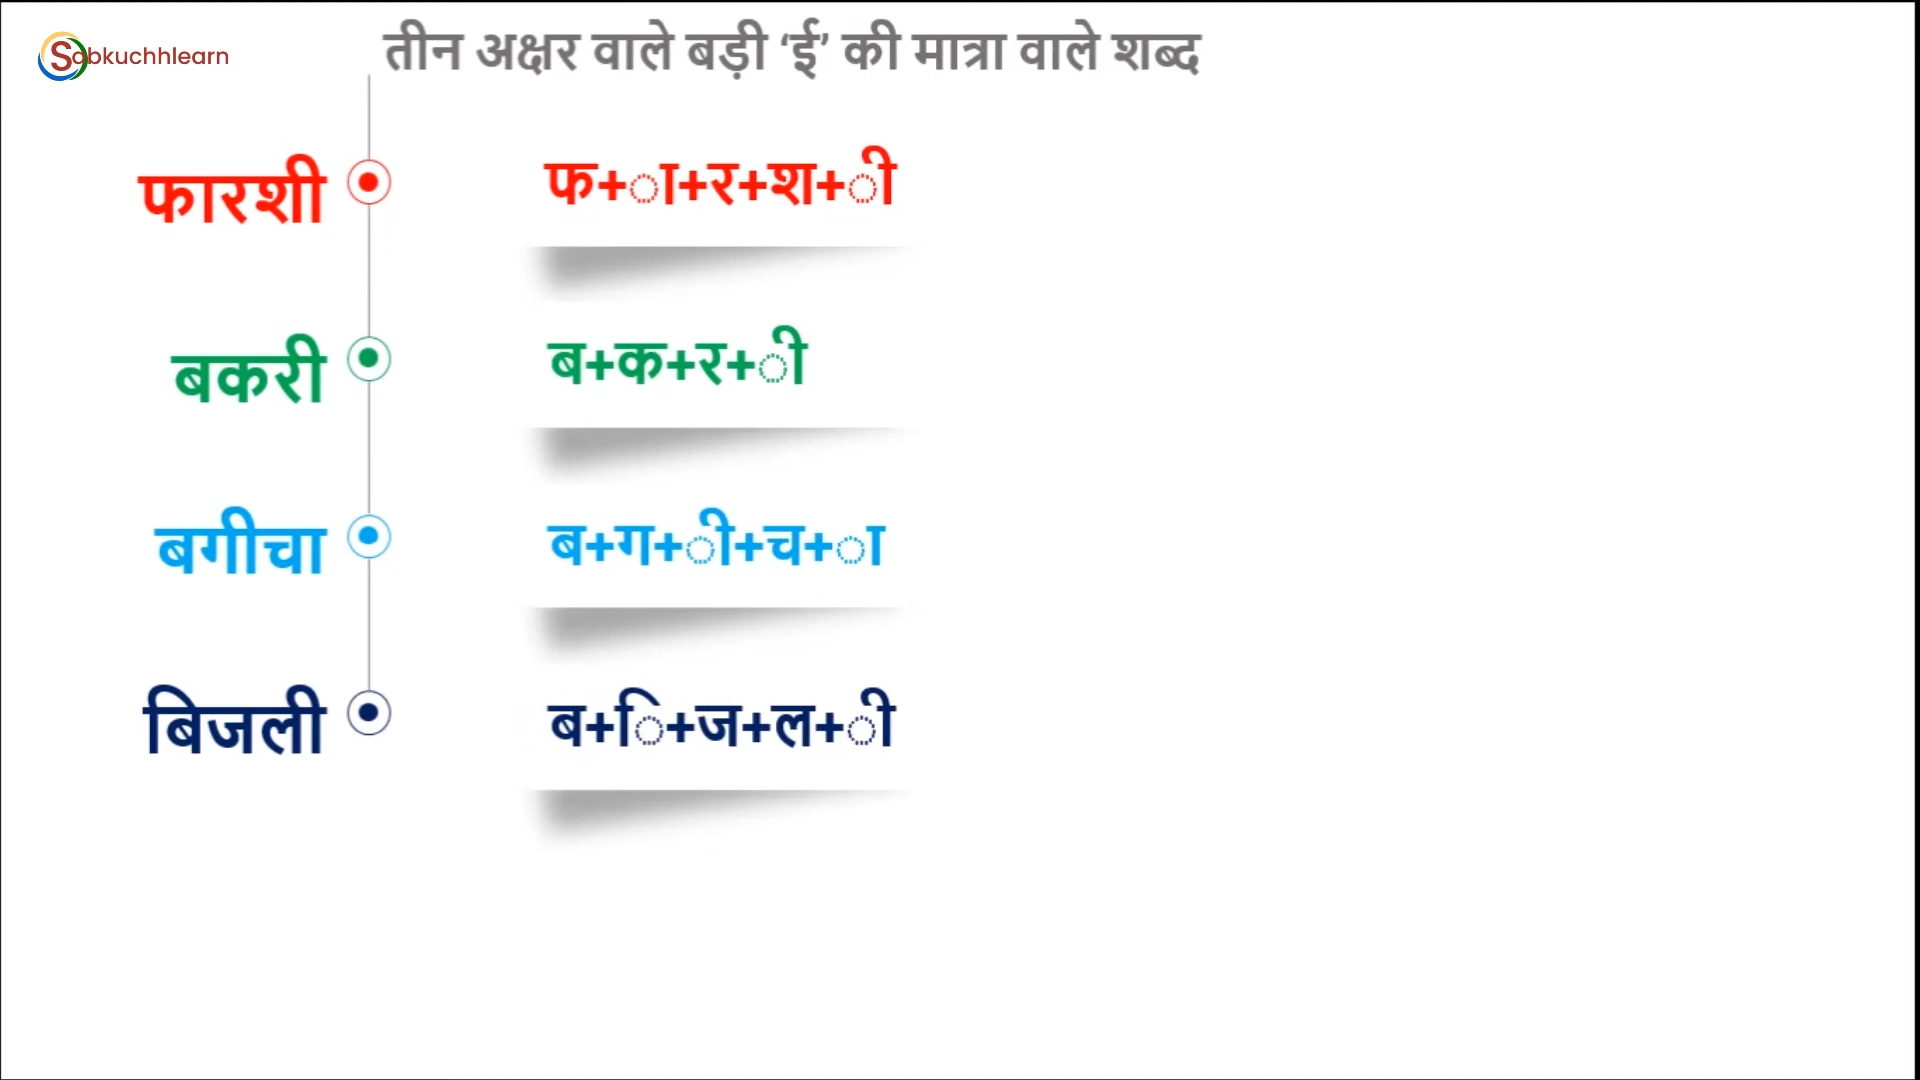 Sabkuchhlearn
तीन अक्षर वाले बड़ी ‘ई’ की मात्रा वाले शब्द
फारशी फ+ा+र+श+ी
बकरी ब+क+र+ी
बगीचा ब+ग+ी+च+ा
बिजली ब+ि+ज+ल+ी